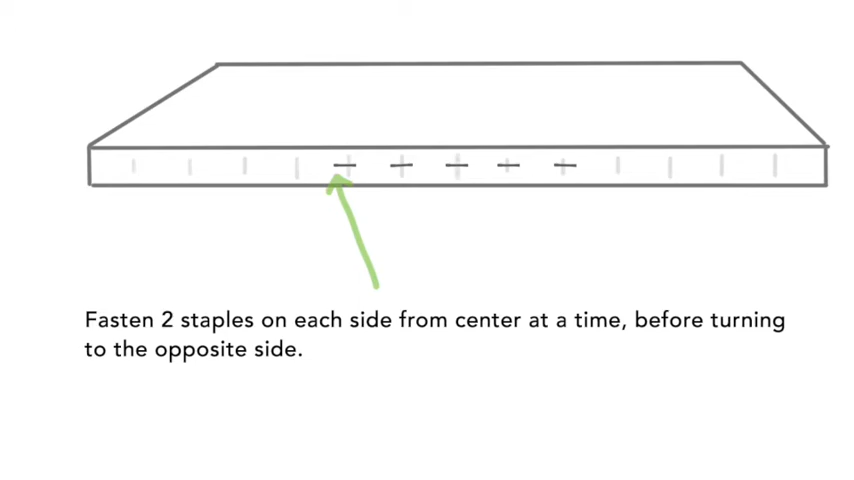 Fasten 2 staples on each side from center at a time, before turning
to the opposite side.